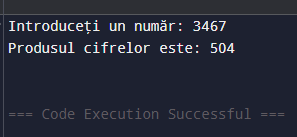 Introduceți un număr: 3467
Produsul cifrelor este: 504
=== Code Execution Successful ===